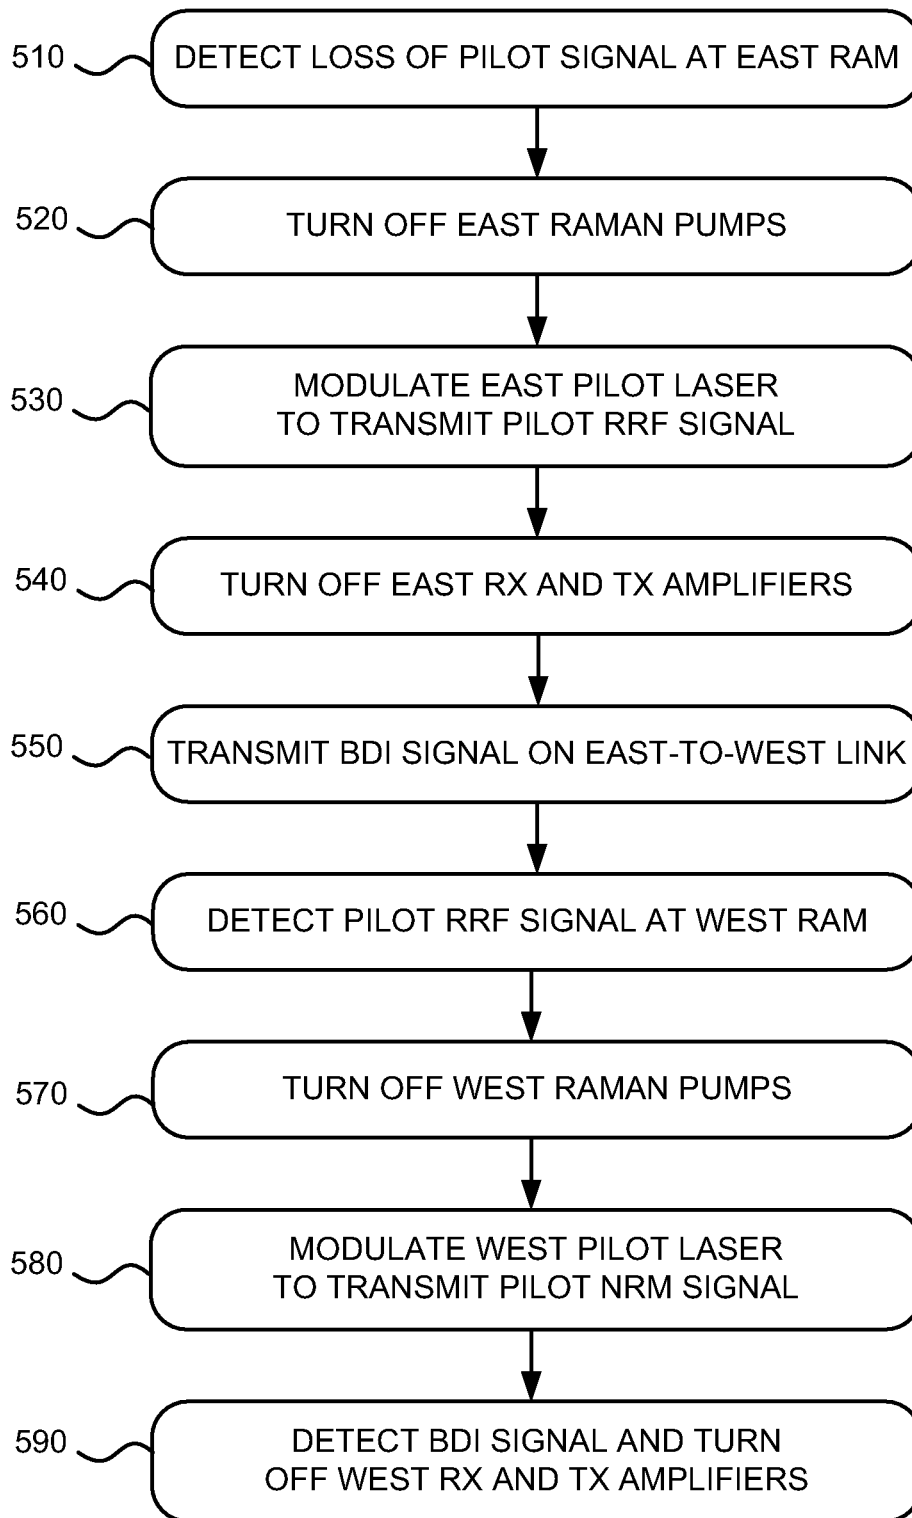 510
DETECT LOSS OF PILOT SIGNAL AT EAST RAM
520
TURN OFF EAST RAMAN PUMPS
530
MODULATE EAST PILOT LASER
TO TRANSMIT PILOT RRF SIGNAL
540
TURN OFF EAST RX AND TX AMPLIFIERS
550
TRANSMIT BDI SIGNAL ON EAST-TO-WEST LINK
560
DETECT PILOT RRF SIGNAL AT WEST RAM
570
TURN OFF WEST RAMAN PUMPS
580
MODULATE WEST PILOT LASER
TO TRANSMIT PILOT NRM SIGNAL
590
DETECT BDI SIGNAL AND TURN
OFF WEST RX AND TX AMPLIFIERS